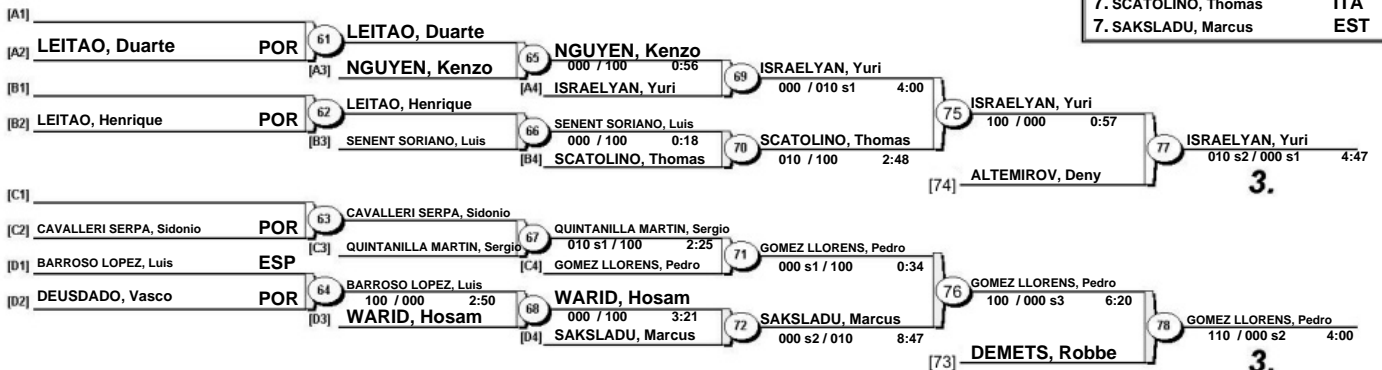 7. SCATOLINO, Thomas ITA
7. SAKSLADU, Marcus EST
[A1]
[A2] LEITAO, Duarte POR
61
LEITAO, Duarte
[A3] NGUYEN, Kenzo
65
NGUYEN, Kenzo
000 / 100 0:56
[A4] ISRAELYAN, Yuri
69
ISRAELYAN, Yuri
000 / 010 s1 4:00
[B1]
[B2] LEITAO, Henrique POR
62
LEITAO, Henrique
[B3] SENENT SORIANO, Luis
66
SENENT SORIANO, Luis
000 / 100 0:18
[B4] SCATOLINO, Thomas
70
SCATOLINO, Thomas
010 / 100 2:48
75
ISRAELYAN, Yuri
100 / 000 0:57
[74] ALTEMIROV, Deny
77
ISRAELYAN, Yuri
010 s2 / 000 s1 4:47
3.
[C1]
[C2] CAVALLERI SERPA, Sidonio POR
63
CAVALLERI SERPA, Sidonio
[C3] QUINTANILLA MARTIN, Sergio
67
QUINTANILLA MARTIN, Sergio
010 s1 / 100 2:25
[C4] GOMEZ LLORENS, Pedro
71
GOMEZ LLORENS, Pedro
000 s1 / 100 0:34
[D1] BARROSO LOPEZ, Luis ESP
[D2] DEUSDADO, Vasco POR
64
BARROSO LOPEZ, Luis
100 / 000 2:50
[D3] WARID, Hosam
68
WARID, Hosam
000 / 100 3:21
[D4] SAKSLADU, Marcus
72
SAKSLADU, Marcus
000 s2 / 010 8:47
76
GOMEZ LLORENS, Pedro
100 / 000 s3 6:20
[73] DEMETS, Robbe
78
GOMEZ LLORENS, Pedro
110 / 000 s2 4:00
3.